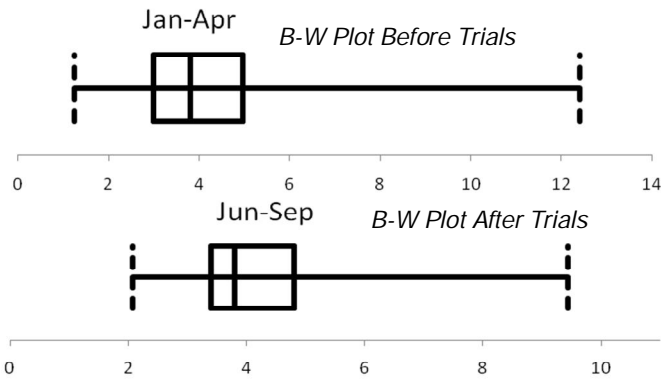 Jan-Apr
B-W Plot Before Trials
0 2 4 6 8 10 12 14
Jun-Sep
B-W Plot After Trials
0 2 4 6 8 10